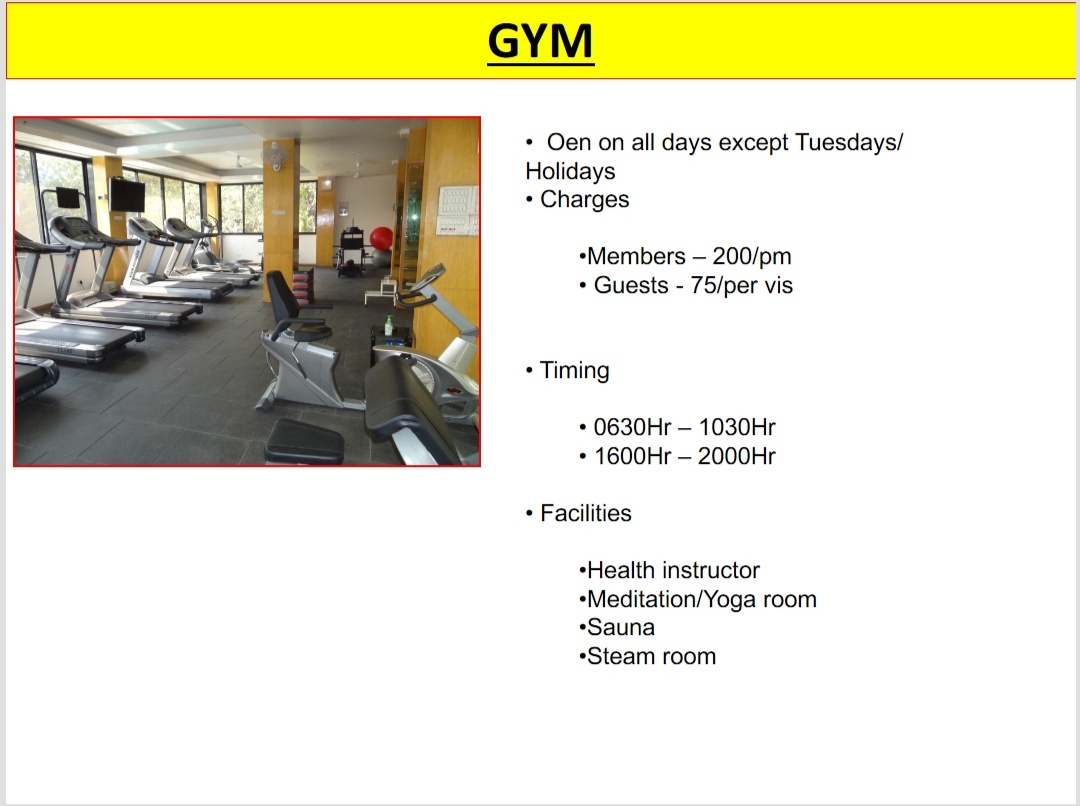 GYM
• Oen on all days except Tuesdays/
Holidays
• Charges
•Members – 200/pm
• Guests - 75/per vis
• Timing
• 0630Hr – 1030Hr
• 1600Hr – 2000Hr
• Facilities
•Health instructor
•Meditation/Yoga room
•Sauna
•Steam room